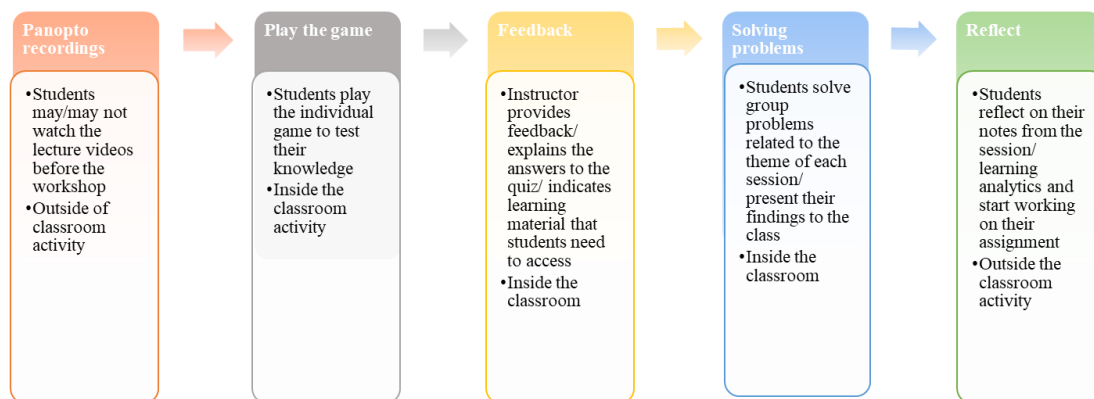 Panopto
recordings
•Students
may/may not
watch the
lecture videos
before the
workshop
•Outside of
classroom
activity
Play the game
•Students play
the individual
game to test
their
knowledge
•Inside the
classroom
activity
Feedback
•Instructor
provides
feedback/
explains the
answers to the
quiz/ indicates
learning
material that
students need
to access
•Inside the
classroom
Solving
problems
•Students solve
group
problems
related to the
theme of each
session/
present their
findings to the
class
•Inside the
classroom
Reflect
•Students
reflect on their
notes from the
session/
learning
analytics and
start working
on their
assignment
•Outside the
classroom
activity